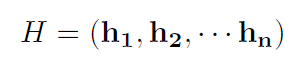 H = (h₁, h₂, ⋯ hₙ)